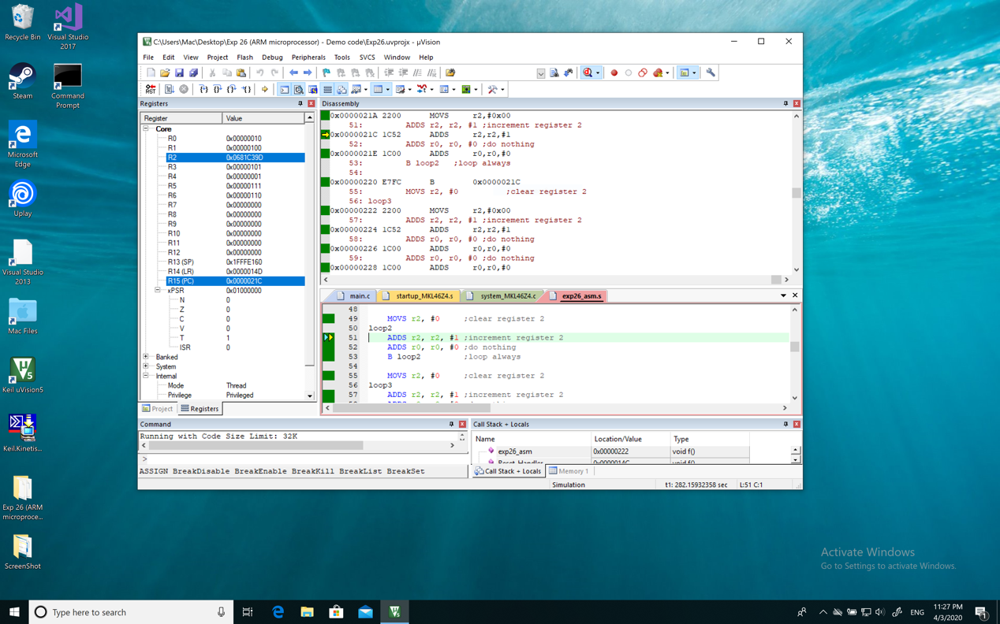 Recycle Bin
Visual Studio 2017
Steam
Command Prompt
Microsoft Edge
Uplay
Visual Studio 2013
Mac Files
Keil uVision5
Keil.Kinetis...
Exp 26 (ARM microproce...
ScreenShot
C:\Users\Mac\Desktop\Exp 26 (ARM microprocessor) - Demo code\Exp26.uvprojx - µVision
File Edit View Project Flash Debug Peripherals Tools SVCS Window Help
RST
Registers
Register Value
Core
R0 0x00000010
R1 0x00000100
R2 0x0681C39D
R3 0x00000101
R4 0x00000001
R5 0x00000111
R6 0x00000110
R7 0x00000000
R8 0x00000000
R9 0x00000000
R10 0x00000000
R11 0x00000000
R12 0x00000000
R13 (SP) 0x1FFFE160
R14 (LR) 0x0000014D
R15 (PC) 0x0000021C
xPSR 0x01000000
N 0
Z 0
C 0
V 0
T 1
ISR 0
Banked
System
Internal
Mode Thread
Privilege Privileged
Project Registers
Disassembly
0x0000021A 2200 MOVS r2,#0x00
51: ADDS r2, r2, #1 ;increment register 2
0x0000021C 1C52 ADDS r2,r2,#1
52: ADDS r0, r0, #0 ;do nothing
0x0000021E 1C00 ADDS r0,r0,#0
53: B loop2 ;loop always
54:
0x00000220 E7FC B 0x0000021C
55: MOVS r2, #0 ;clear register 2
56: loop3
0x00000222 2200 MOVS r2,#0x00
57: ADDS r2, r2, #1 ;increment register 2
0x00000224 1C52 ADDS r2,r2,#1
58: ADDS r0, r0, #0 ;do nothing
0x00000226 1C00 ADDS r0,r0,#0
59: ADDS r0, r0, #0 ;do nothing
0x00000228 1C00 ADDS r0,r0,#0
main.c startup_MKL46Z4.s system_MKL46Z4.c exp26_asm.s
48
49 MOVS r2, #0 ;clear register 2
50 loop2
51 ADDS r2, r2, #1 ;increment register 2
52 ADDS r0, r0, #0 ;do nothing
53 B loop2 ;loop always
54
55 MOVS r2, #0 ;clear register 2
56 loop3
57 ADDS r2, r2, #1 ;increment register 2
Command
Running with Code Size Limit: 32K
>
ASSIGN BreakDisable BreakEnable BreakKill BreakList BreakSet
Call Stack + Locals
Name Location/Value Type
exp26_asm 0x00000222 void f()
Reset_Handler 0x0000014C void f()
Call Stack + Locals Memory 1
Simulation t1: 282.15932358 sec L:51 C:1
Activate Windows
Go to Settings to activate Windows.
Type here to search
ENG
11:27 PM
4/3/2020
1